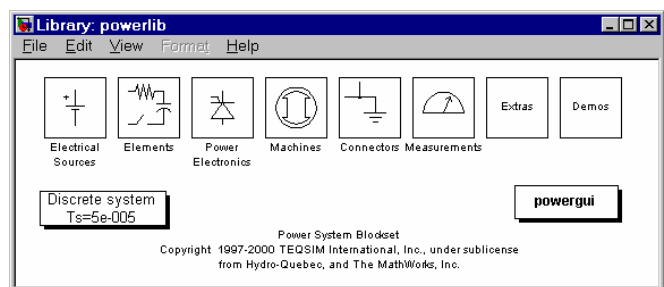 Library: powerlib
File Edit View Format Help
Extras
Demos
Electrical Sources
Elements
Power Electronics
Machines
Connectors
Measurements
Discrete system
Ts=5e-005
powergui
Power System Blockset
Copyright 1997-2000 TEQSIM International, Inc., under sublicense
from Hydro-Quebec, and The MathWorks, Inc.